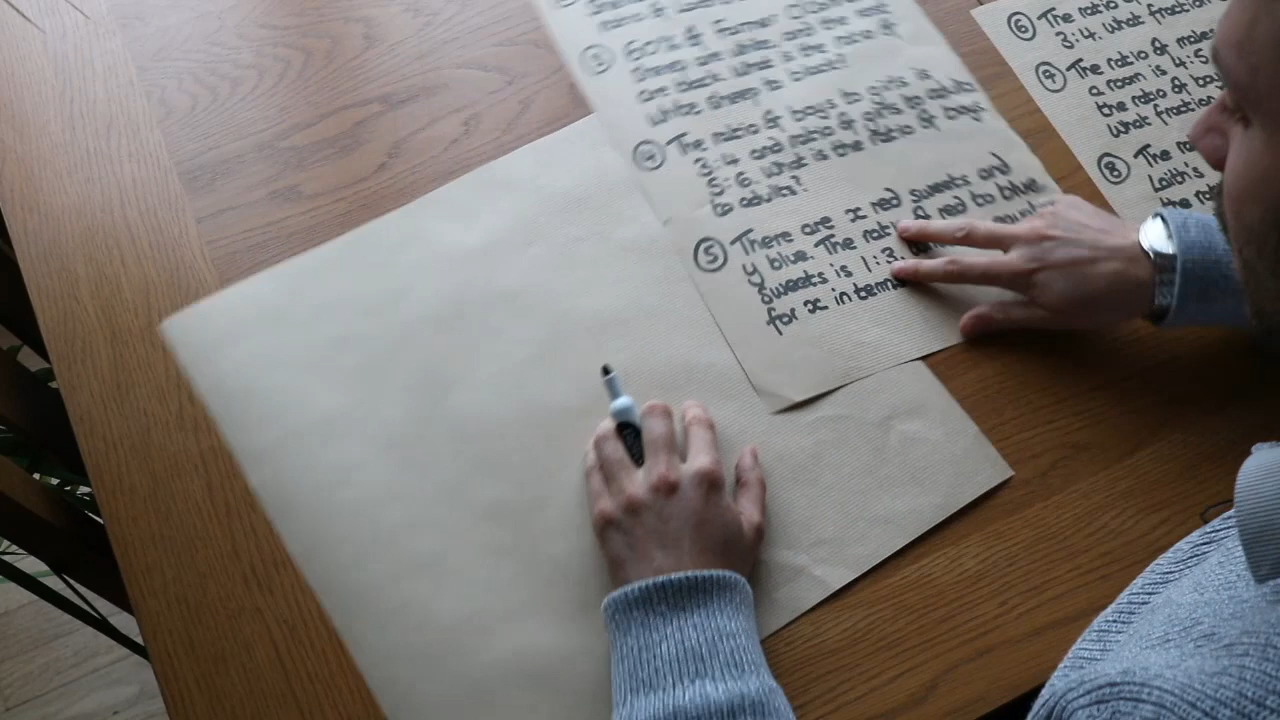 3 60% of Farmer
Sheep are white and the rest
are black. What is the ratio of
white sheep to black?
4 The ratio of boys to girls is
3:4 and ratio of girls to adults
5:6. What is the ratio of boys
to adults?
5 There are x red sweets and
y blue. The ratio of red to blue
sweets is 1:3.
for x in terms
6 The ratio
3:4. What fraction
7 The ratio of males
a room is 4:5
the ratio of boy
What fraction
8 The
Laith's
the